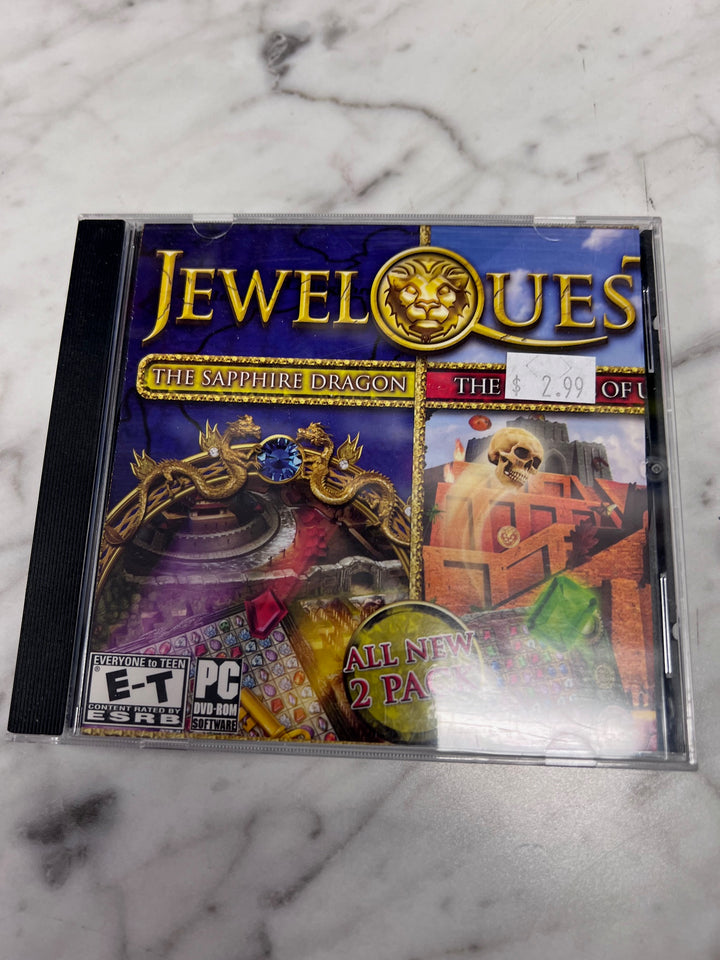 JEWEL QUEST
THE SAPPHIRE DRAGON
THE OF
$ 2.99
ALL NEW
2 PACK
EVERYONE to TEEN
E-T
®
CONTENT RATED BY
ESRB
PC
DVD-ROM
SOFTWARE